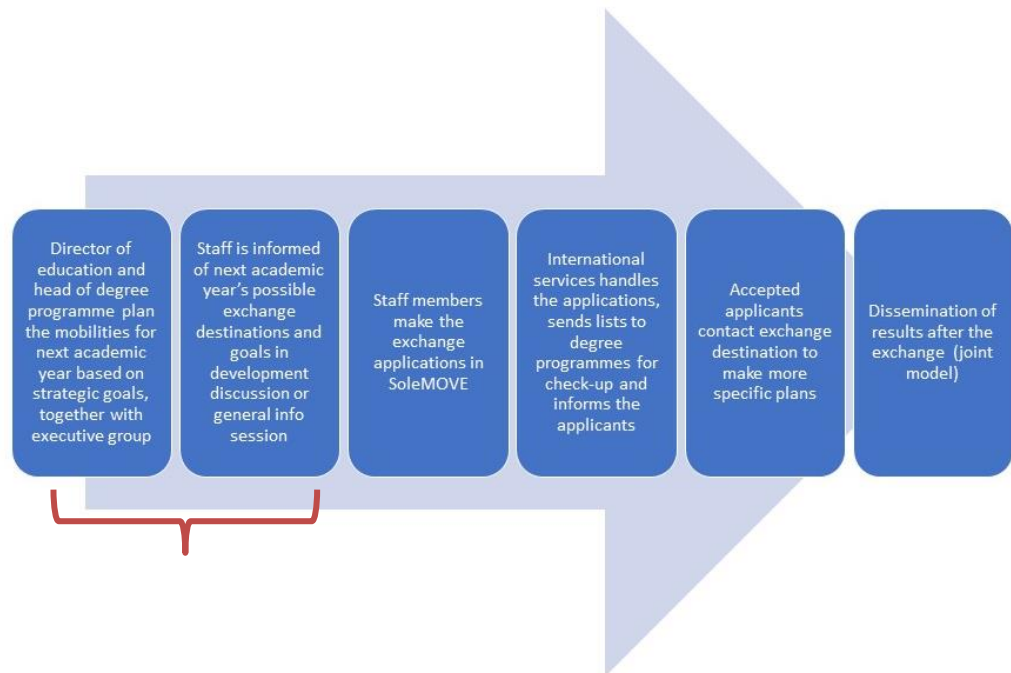 Director of
education and
head of degree
programme plan
the mobilities for
next academic
year based on
strategic goals,
together with
executive group
Staff is informed
of next academic
year's possible
exchange
destinations and
goals in
development
discussion or
general info
session
Staff members
make the
exchange
applications in
SoleMOVE
International
services handles
the applications,
sends lists to
degree
programmes for
check-up and
informs the
applicants
Accepted
applicants
contact exchange
destination to
make more
specific plans
Dissemination of
results after the
exchange (joint
model)